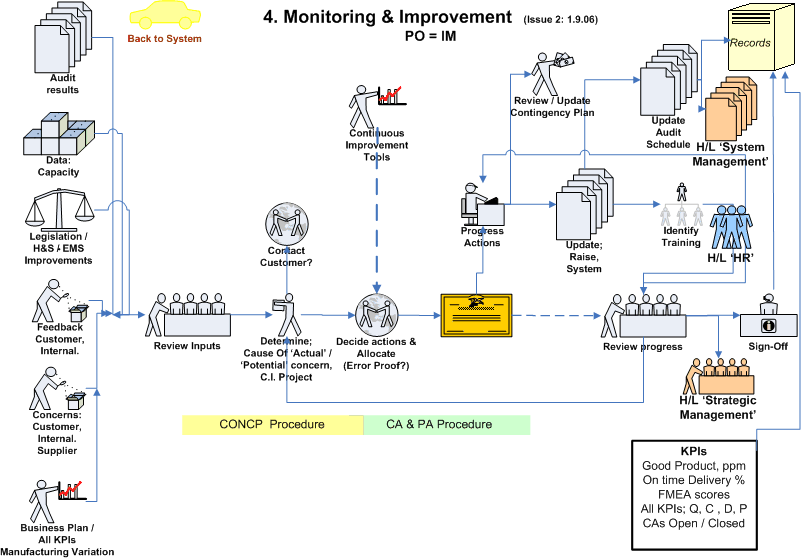 4. Monitoring & Improvement (Issue 2: 1.9.06)
PO = IM
Back to System
Records
Audit
results
Review / Update
Contingency Plan
Update
Audit
Schedule
H/L ‘System
Management’
Continuous
Improvement
Tools
Data:
Capacity
Legislation /
H&S / EMS
Improvements
Contact
Customer?
Progress
Actions
Update;
Raise,
System
Identify
Training
H/L ‘HR’
Feedback
Customer,
Internal.
Review Inputs
Determine;
Cause Of ‘Actual’ /
‘Potential’ concern,
C.I. Project
Decide actions &
Allocate
(Error Proof?)
Review progress
Sign-Off
H/L ‘Strategic
Management’
Concerns:
Customer,
Internal.
Supplier
CONCP Procedure
CA & PA Procedure
KPIs
Good Product, ppm
On time Delivery %
FMEA scores
All KPIs; Q, C , D, P
CAs Open / Closed
Business Plan /
All KPIs
Manufacturing Variation